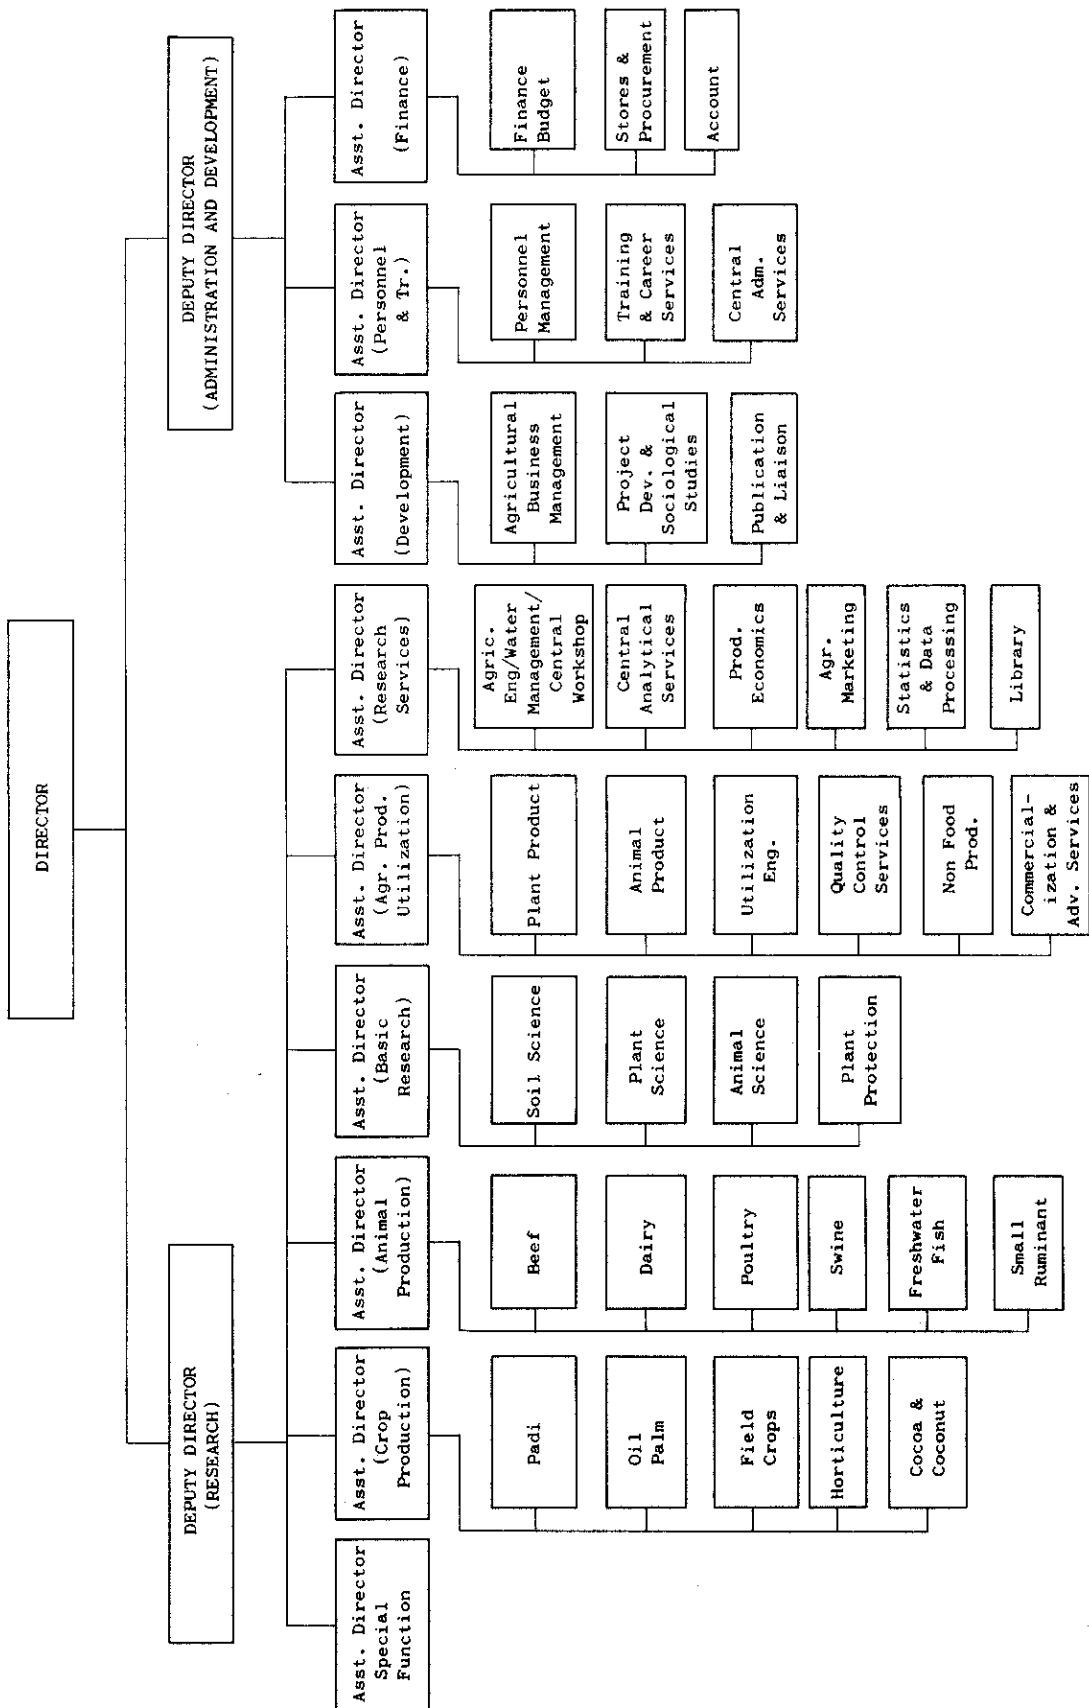 DIRECTOR
DEPUTY DIRECTOR
(RESEARCH)
DEPUTY DIRECTOR
(ADMINISTRATION AND DEVELOPMENT)
Asst. Director
Special
Function
Asst. Director
(Crop
Production)
Asst. Director
(Animal
Production)
Asst. Director
(Basic
Research)
Asst. Director
(Agr. Prod.
Utilization)
Asst. Director
(Research
Services)
Asst. Director
(Development)
Asst. Director
(Personnel
& Tr.)
Asst. Director
(Finance)
Padi
Oil
Palm
Field
Crops
Horticulture
Cocoa &
Coconut
Beef
Dairy
Poultry
Swine
Freshwater
Fish
Small
Ruminant
Soil Science
Plant
Science
Animal
Science
Plant
Protection
Plant Product
Animal
Product
Utilization
Eng.
Quality
Control
Services
Non Food
Prod.
Commercial-
ization &
Adv. Services
Agric.
Eng/Water
Management/
Central
Workshop
Central
Analytical
Services
Prod.
Economics
Agr.
Marketing
Statistics
& Data
Processing
Library
Agricultural
Business
Management
Project
Dev. &
Sociological
Studies
Publication
& Liaison
Personnel
Management
Training
& Career
Services
Central
Adm.
Services
Finance
Budget
Stores &
Procurement
Account